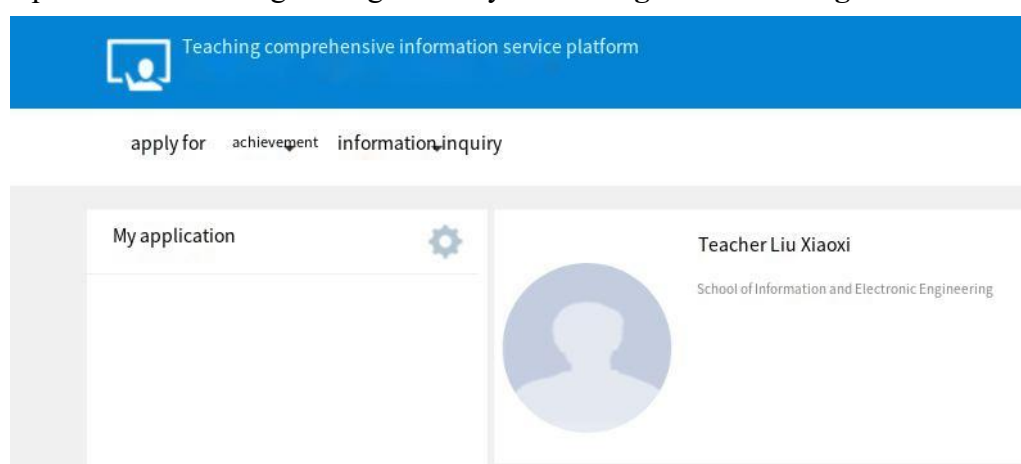 Teaching comprehensive information service platform
apply for achievement information inquiry
My application
Teacher Liu Xiaoxi
School of Information and Electronic Engineering